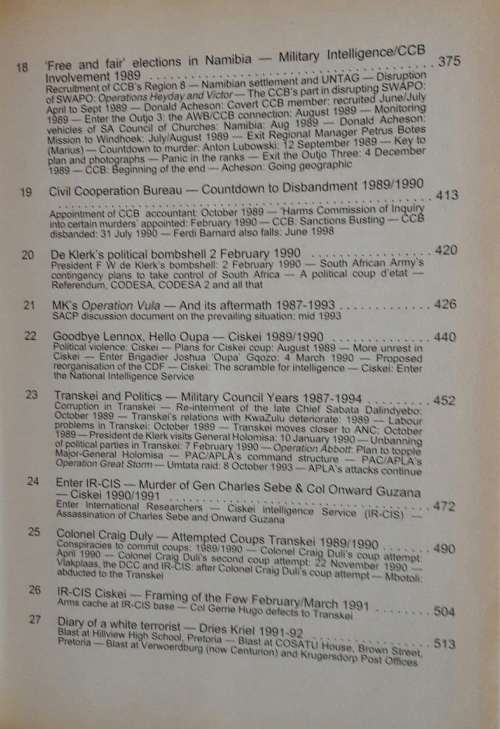 18 'Free and fair' elections in Namibia — Military Intelligence/CCB
Involvement 1989 . . . . . . . . . . . . . . . . . . . . . . . . . . . . . . . . . . . . . . . . 375
Recruitment of CCB's Region 8 — Namibian settlement and UNTAG — Disruption
of SWAPO: Operations Heyday and Victor — The CCB's part in disrupting SWAPO:
April to Sept 1989 — Donald Acheson: Covert CCB member: recruited June/July
1989 — Enter the Outjo 3: the AWB/CCB connection: August 1989 — Monitoring
vehicles of SA Council of Churches: Namibia: Aug 1989 — Donald Acheson:
Mission to Windhoek: July/August 1989 — Exit Regional Manager Petrus Botes
(Marius) — Countdown to murder: Anton Lubowski: 12 September 1989 — Key to
plan and photographs — Panic in the ranks — Exit the Outjo Three: 4 December
1989 — CCB: Beginning of the end — Acheson: Going geographic
19 Civil Cooperation Bureau — Countdown to Disbandment 1989/1990
. . . . . . . . . . . . . . . . . . . . . . . . . . . . . . . . . . . . . . . . . . . . . . . . . . . . 413
Appointment of CCB accountant: October 1989 — 'Harms Commission of Inquiry
into certain murders' appointed: February 1990 — CCB: Sanctions Busting — CCB
disbanded: 31 July 1990 — Ferdi Barnard also falls: June 1998
20 De Klerk's political bombshell 2 February 1990 . . . . . . . . . . . . . . . . 420
President F W de Klerk's bombshell: 2 February 1990 — South African Army's
contingency plans to take control of South Africa — A political coup d'etat —
Referendum, CODESA, CODESA 2 and all that
21 MK's Operation Vula — And its aftermath 1987-1993 . . . . . . . . . . . . 426
SACP discussion document on the prevailing situation: mid 1993
22 Goodbye Lennox, Hello Oupa — Ciskei 1989/1990 . . . . . . . . . . . . . 440
Political violence: Ciskei — Plans for Ciskei coup: August 1989 — More unrest in
Ciskei — Enter Brigadier Joshua 'Oupa' Gqozo: 4 March 1990 — Proposed
reorganisation of the CDF — Ciskei: The scramble for intelligence — Ciskei: Enter
the National Intelligence Service
23 Transkei and Politics — Military Council Years 1987-1994 . . . . . . . . . 452
Corruption in Transkei — Re-interment of the late Chief Sabata Dalindyebo:
October 1989 — Transkei's relations with KwaZulu deteriorate: 1989 — Labour
problems in Transkei: October 1989 — Transkei moves closer to ANC: October
1989 — President de Klerk visits General Holomisa: 10 January 1990 — Unbanning
of political parties in Transkei: 7 February 1990 — Operation Abbott: Plan to topple
Major-General Holomisa — PAC/APLA's command structure — PAC/APLA's
Operation Great Storm — Umtata raid: 8 October 1993 — APLA's attacks continue
24 Enter IR-CIS — Murder of Gen Charles Sebe & Col Onward Guzana
— Ciskei 1990/1991 . . . . . . . . . . . . . . . . . . . . . . . . . . . . . . . . . . . . . 472
Enter International Researchers — Ciskei intelligence Service (IR-CIS) —
Assassination of Charles Sebe and Onward Guzana
25 Colonel Craig Duly — Attempted Coups Transkei 1989/1990 . . . . . . . 490
Conspiracies to commit coups: 1989/1990 — Colonel Craig Duli's coup attempt:
April 1990 — Colonel Craig Duli's second coup attempt: 22 November 1990 —
Vlakplaas, the DCC and IR-CIS: after Colonel Craig Duli's coup attempt — Mbotoli:
abducted to the Transkei
26 IR-CIS Ciskei — Framing of the Few February/March 1991 . . . . . . . . 504
Arms cache at IR-CIS base — Col Gerrie Hugo defects to Transkei
27 Diary of a white terrorist — Dries Kriel 1991-92 . . . . . . . . . . . . . . . . . 513
Blast at Hillview High School, Pretoria — Blast at COSATU House, Brown Street,
Pretoria — Blast at Verwoerdburg (now Centurion) and Krugersdorp Post Offices